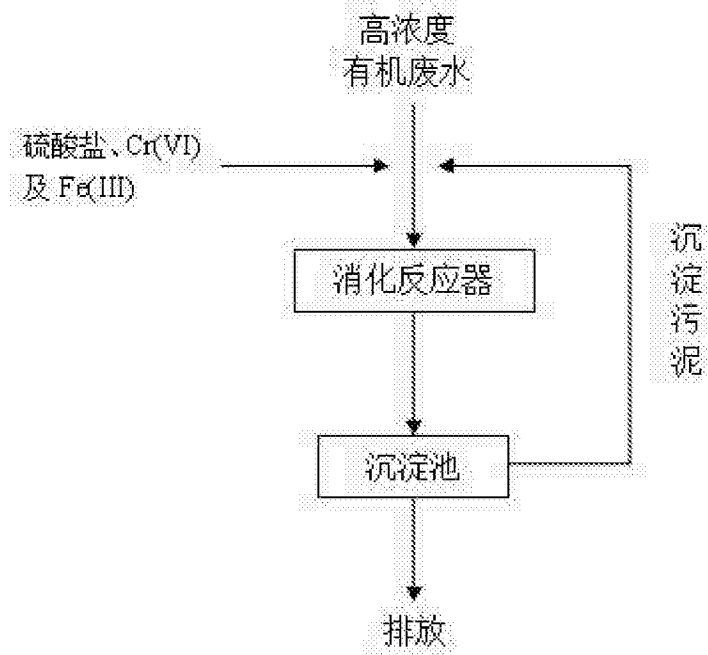 高浓度
有机废水
硫酸盐、Cr(VI)
及 Fe(III)
消化反应器
沉淀污泥
沉淀池
排放